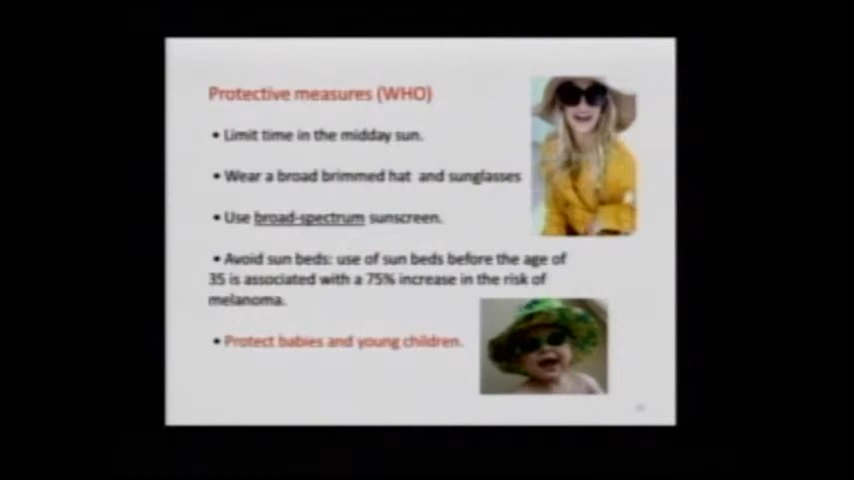 Protective measures (WHO)
• Limit time in the midday sun.
• Wear a broad brimmed hat and sunglasses
• Use broad-spectrum sunscreen.
• Avoid sun beds: use of sun beds before the age of
35 is associated with a 75% increase in the risk of
melanoma.
• Protect babies and young children.